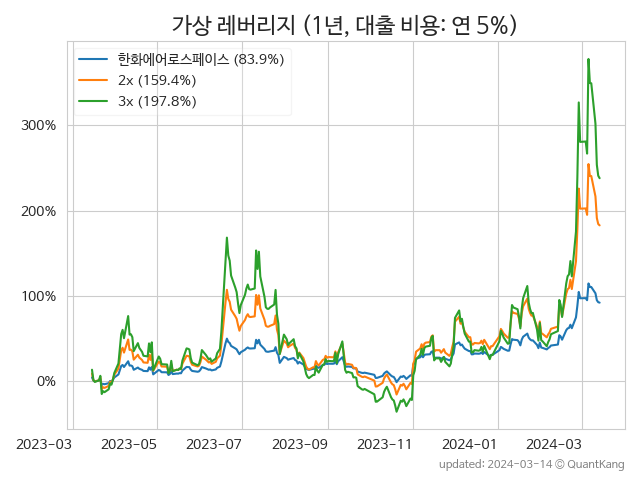 가상 레버리지 (1년, 대출 비용: 연 5%)
한화에어로스페이스 (83.9%)
2x (159.4%)
3x (197.8%)
300%
200%
100%
0%
2023-03 2023-05 2023-07 2023-09 2023-11 2024-01 2024-03
updated: 2024-03-14 © QuantKang